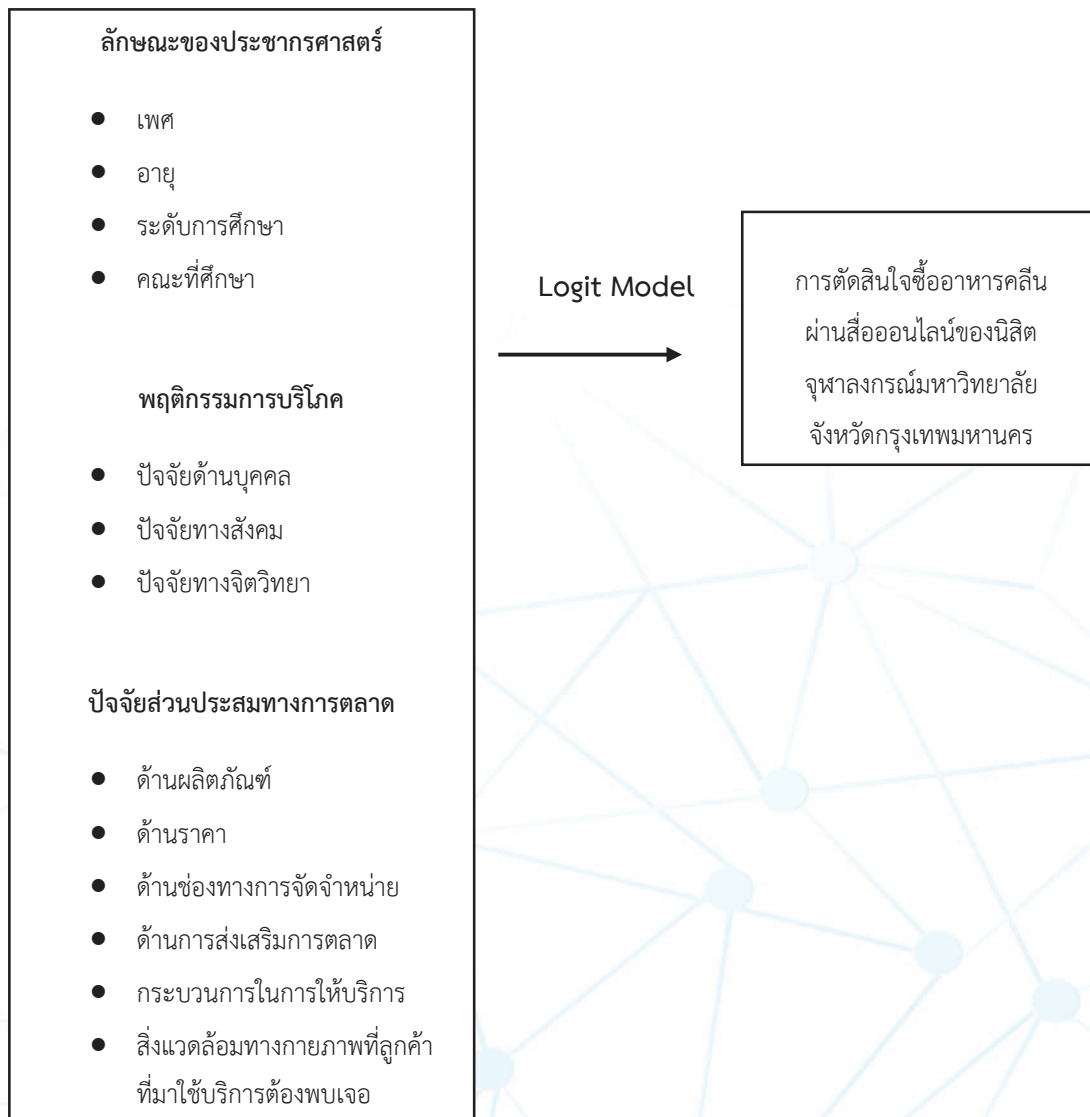 ลักษณะของประชากรศาสตร์
● เพศ
● อายุ
● ระดับการศึกษา
● คณะที่ศึกษา
พฤติกรรมการบริโภค
● ปัจจัยด้านบุคคล
● ปัจจัยทางสังคม
● ปัจจัยทางจิตวิทยา
ปัจจัยส่วนประสมทางการตลาด
● ด้านผลิตภัณฑ์
● ด้านราคา
● ด้านช่องทางการจัดจำหน่าย
● ด้านการส่งเสริมการตลาด
● กระบวนการในการให้บริการ
● สิ่งแวดล้อมทางกายภาพที่ลูกค้า
ที่มาใช้บริการต้องพบเจอ
Logit Model
การตัดสินใจซื้ออาหารคลีน
ผ่านสื่อออนไลน์ของนิสิต
จุฬาลงกรณ์มหาวิทยาลัย
จังหวัดกรุงเทพมหานคร